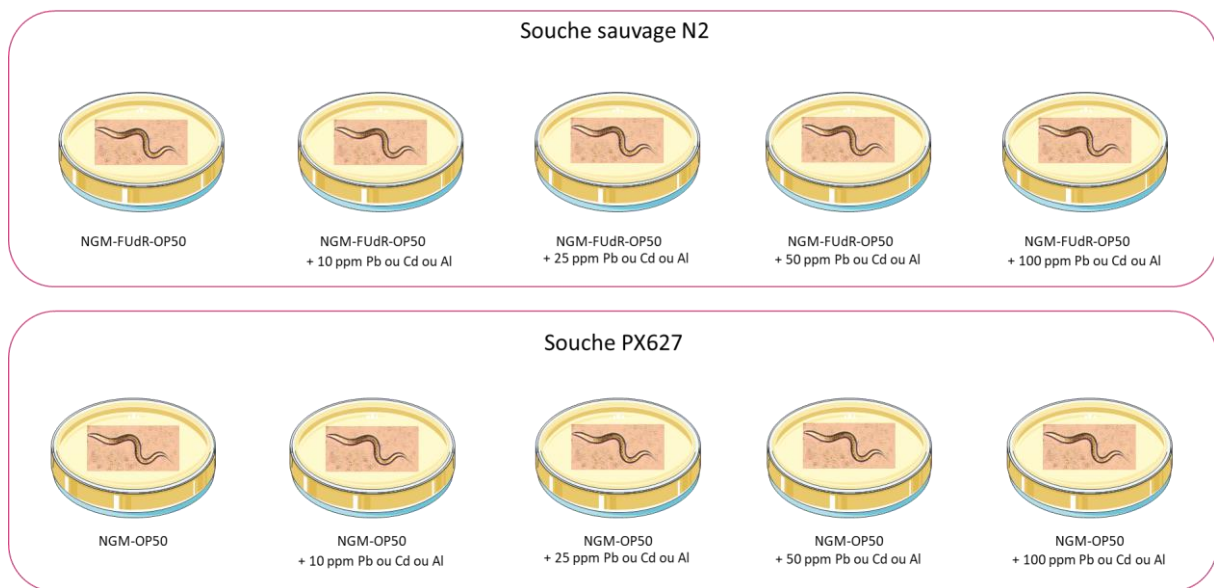 Souche sauvage N2
NGM-FUdR-OP50
NGM-FUdR-OP50
+ 10 ppm Pb ou Cd ou Al
NGM-FUdR-OP50
+ 25 ppm Pb ou Cd ou Al
NGM-FUdR-OP50
+ 50 ppm Pb ou Cd ou Al
NGM-FUdR-OP50
+ 100 ppm Pb ou Cd ou Al
Souche PX627
NGM-OP50
NGM-OP50
+ 10 ppm Pb ou Cd ou Al
NGM-OP50
+ 25 ppm Pb ou Cd ou Al
NGM-OP50
+ 50 ppm Pb ou Cd ou Al
NGM-OP50
+ 100 ppm Pb ou Cd ou Al